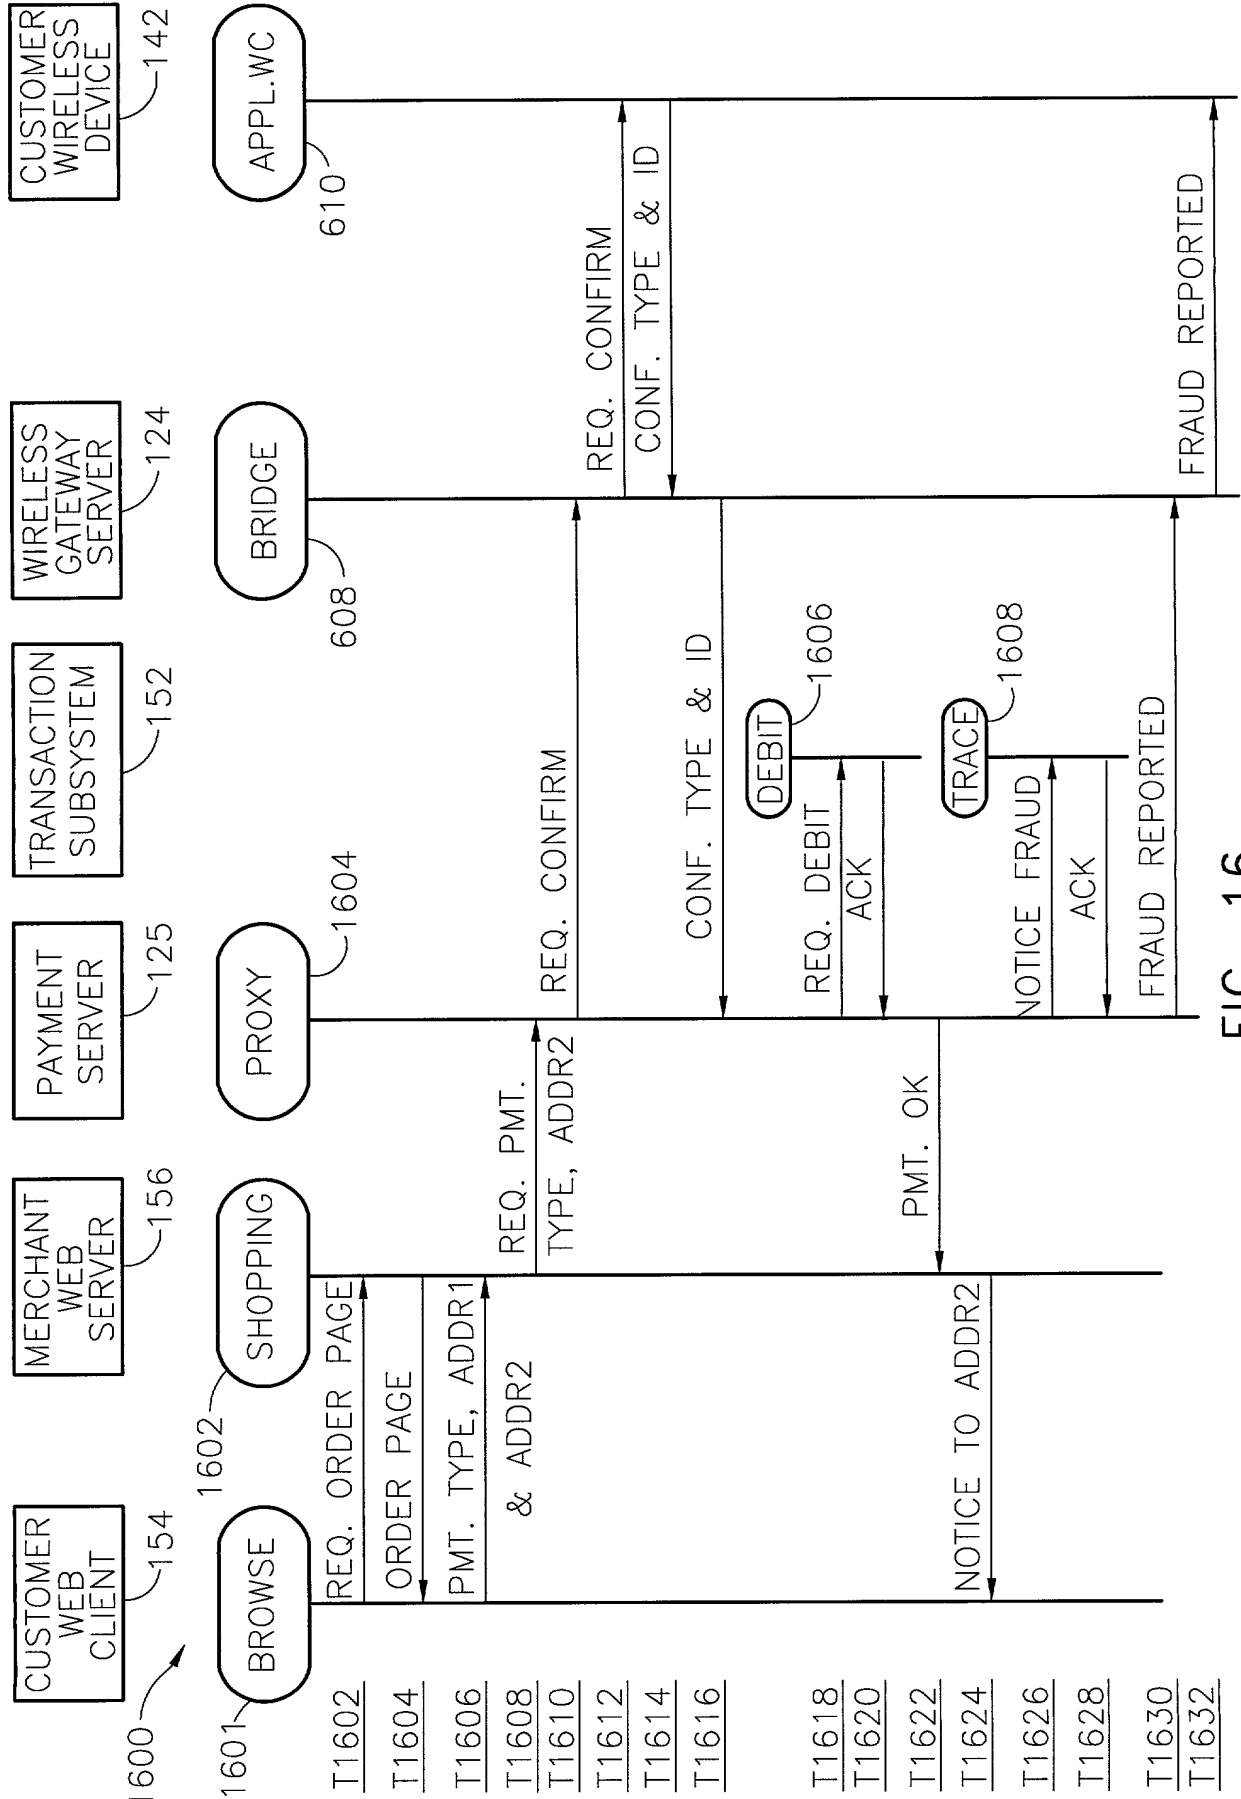 CUSTOMER
WEB
CLIENT
154
MERCHANT
WEB
SERVER
156
PAYMENT
SERVER
125
TRANSACTION
SUBSYSTEM
152
WIRELESS
GATEWAY
SERVER
124
CUSTOMER
WIRELESS
DEVICE
142
1600
1601
BROWSE
1602
SHOPPING
PROXY
1604
BRIDGE
608
APPL.WC
610
T1602
REQ. ORDER PAGE
T1604
ORDER PAGE
T1606
PMT. TYPE, ADDR1
& ADDR2
T1608
REQ. PMT.
TYPE, ADDR2
T1610
REQ. CONFIRM
T1612
REQ. CONFIRM
T1614
CONF. TYPE & ID
T1616
CONF. TYPE & ID
DEBIT
1606
T1618
REQ. DEBIT
T1620
ACK
T1622
PMT. OK
T1624
NOTICE TO ADDR2
TRACE
1608
T1626
NOTICE FRAUD
T1628
ACK
T1630
FRAUD REPORTED
T1632
FRAUD REPORTED
FIG. 16